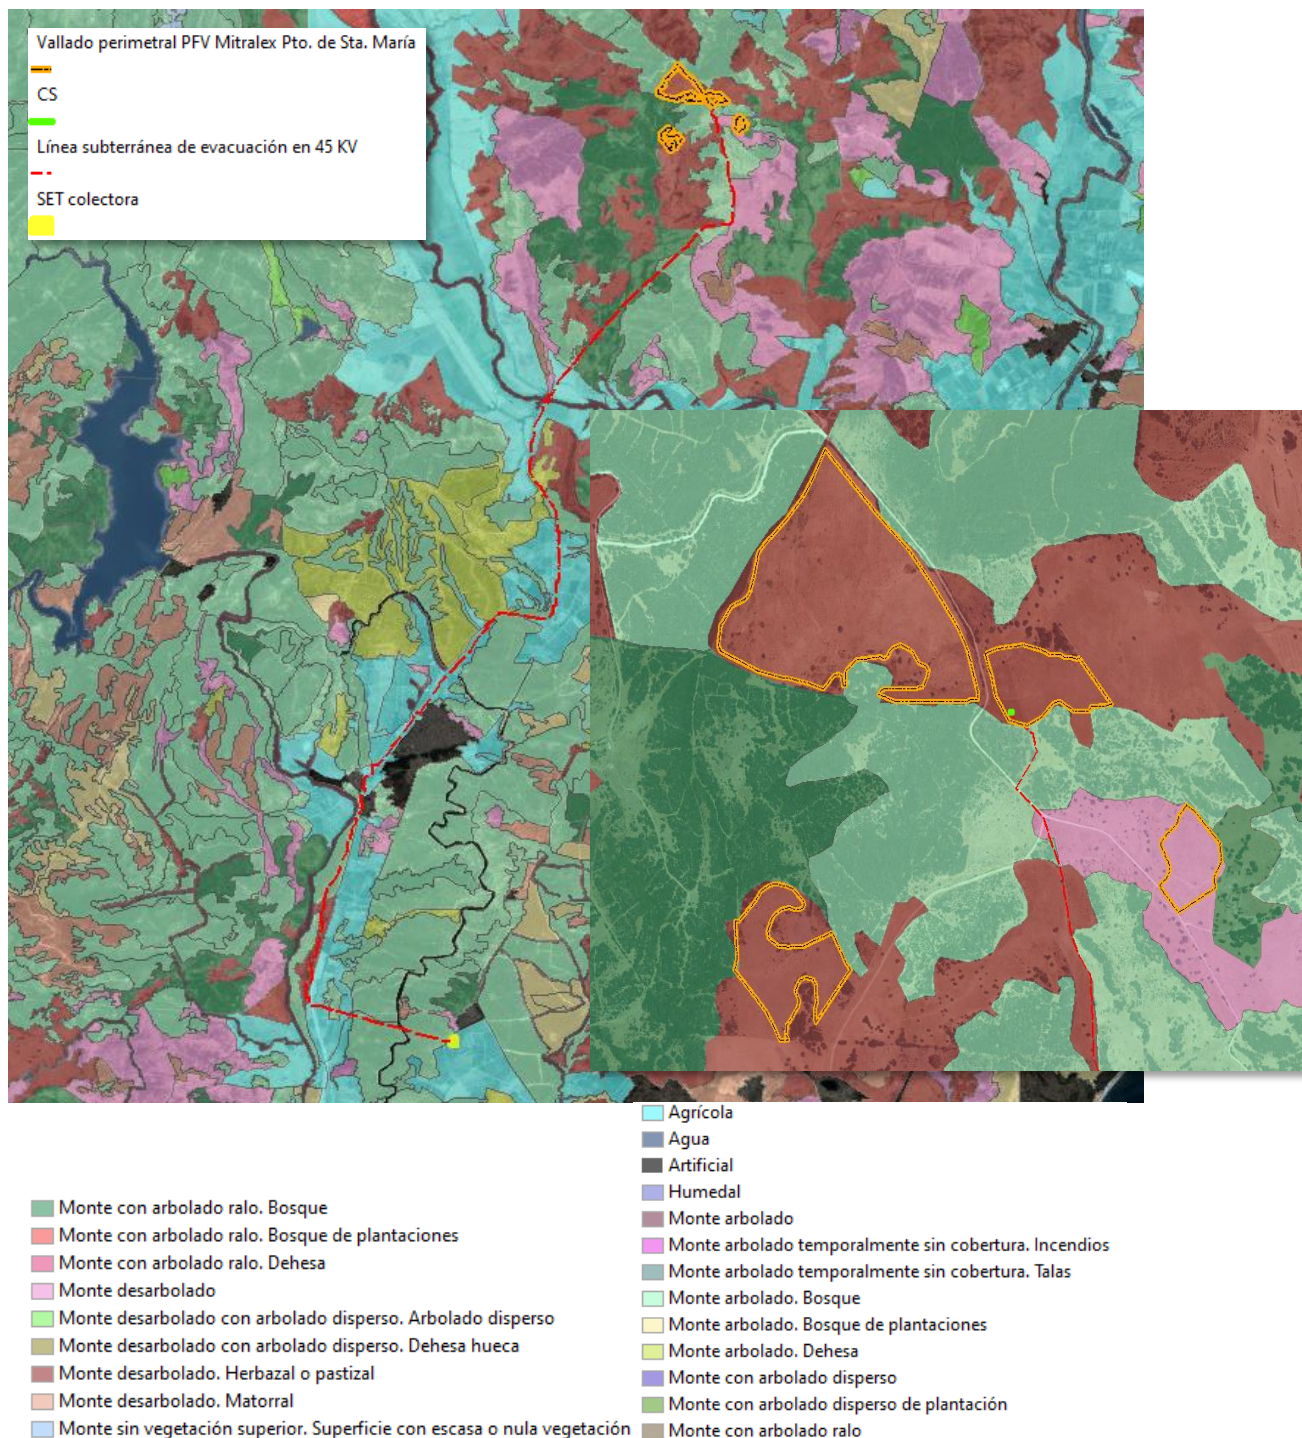 Vallado perimetral PFV Mitralex Pto. de Sta. María
CS
Línea subterránea de evacuación en 45 KV
SET colectora
Agrícola
Agua
Artificial
Humedal
Monte arbolado
Monte arbolado temporalmente sin cobertura. Incendios
Monte arbolado temporalmente sin cobertura. Talas
Monte arbolado. Bosque
Monte arbolado. Bosque de plantaciones
Monte arbolado. Dehesa
Monte con arbolado disperso
Monte con arbolado disperso de plantación
Monte con arbolado ralo
Monte con arbolado ralo. Bosque
Monte con arbolado ralo. Bosque de plantaciones
Monte con arbolado ralo. Dehesa
Monte desarbolado
Monte desarbolado con arbolado disperso. Arbolado disperso
Monte desarbolado con arbolado disperso. Dehesa hueca
Monte desarbolado. Herbazal o pastizal
Monte desarbolado. Matorral
Monte sin vegetación superior. Superficie con escasa o nula vegetación